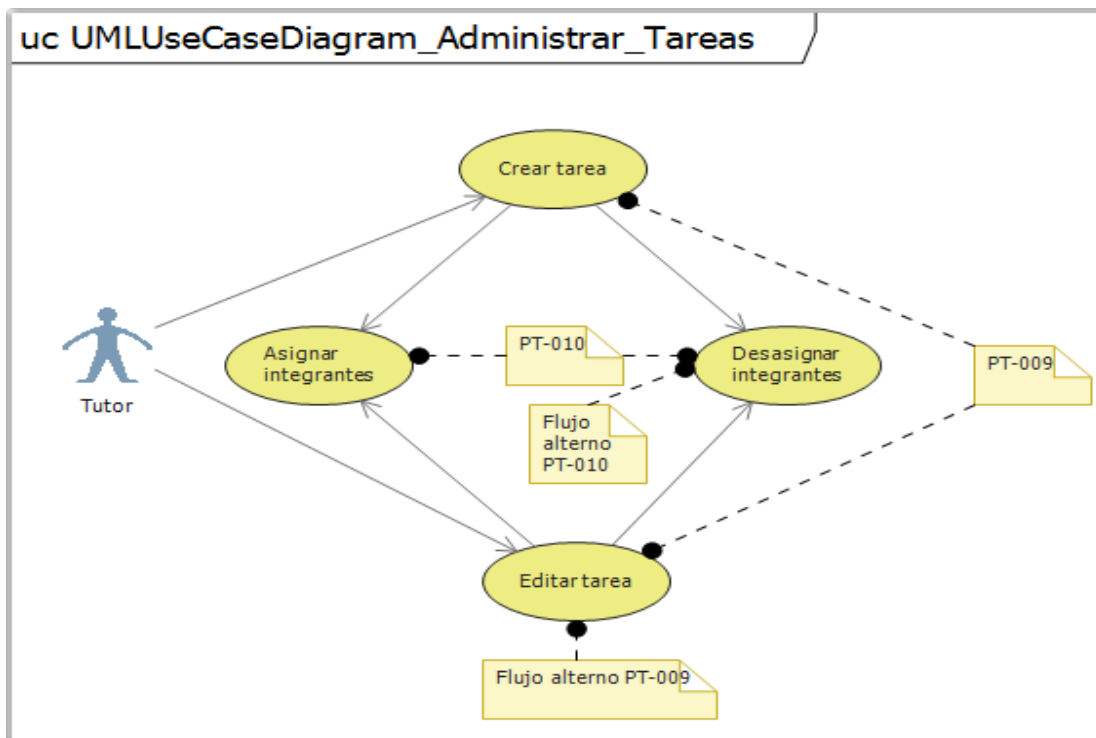 uc UMLUseCaseDiagram_Administrar_Tareas
Crear tarea
Asignar
integrantes
PT-010
Desasignar
integrantes
PT-009
Tutor
Flujo
alterno
PT-010
Editar tarea
Flujo alterno PT-009